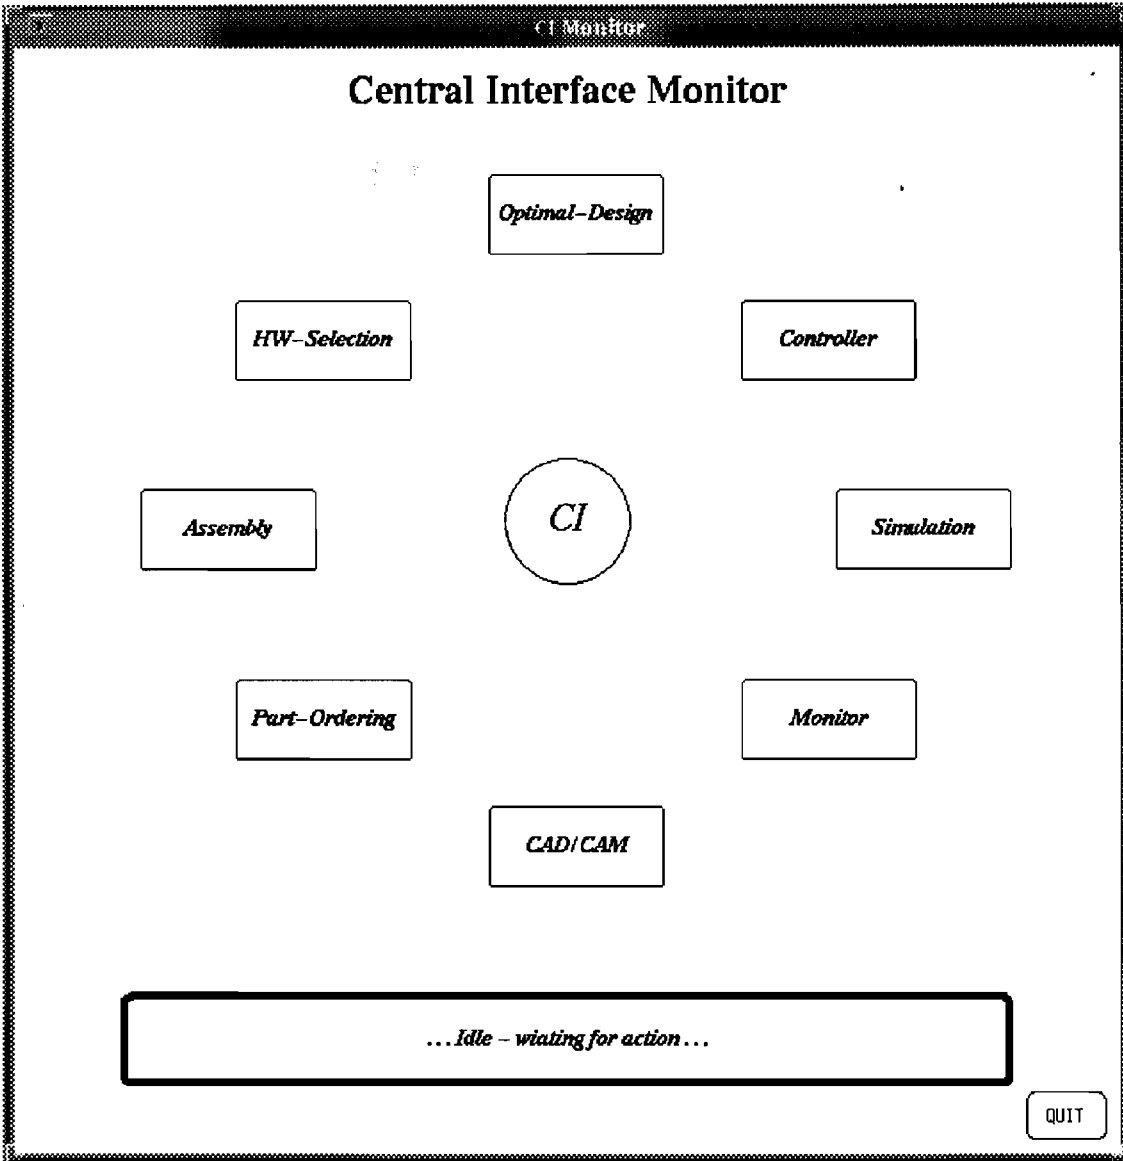 CI Monitor
Central Interface Monitor
Optimal-Design
HW-Selection
Controller
Assembly
CI
Simulation
Part-Ordering
Monitor
CAD/CAM
...Idle - wiating for action...
QUIT